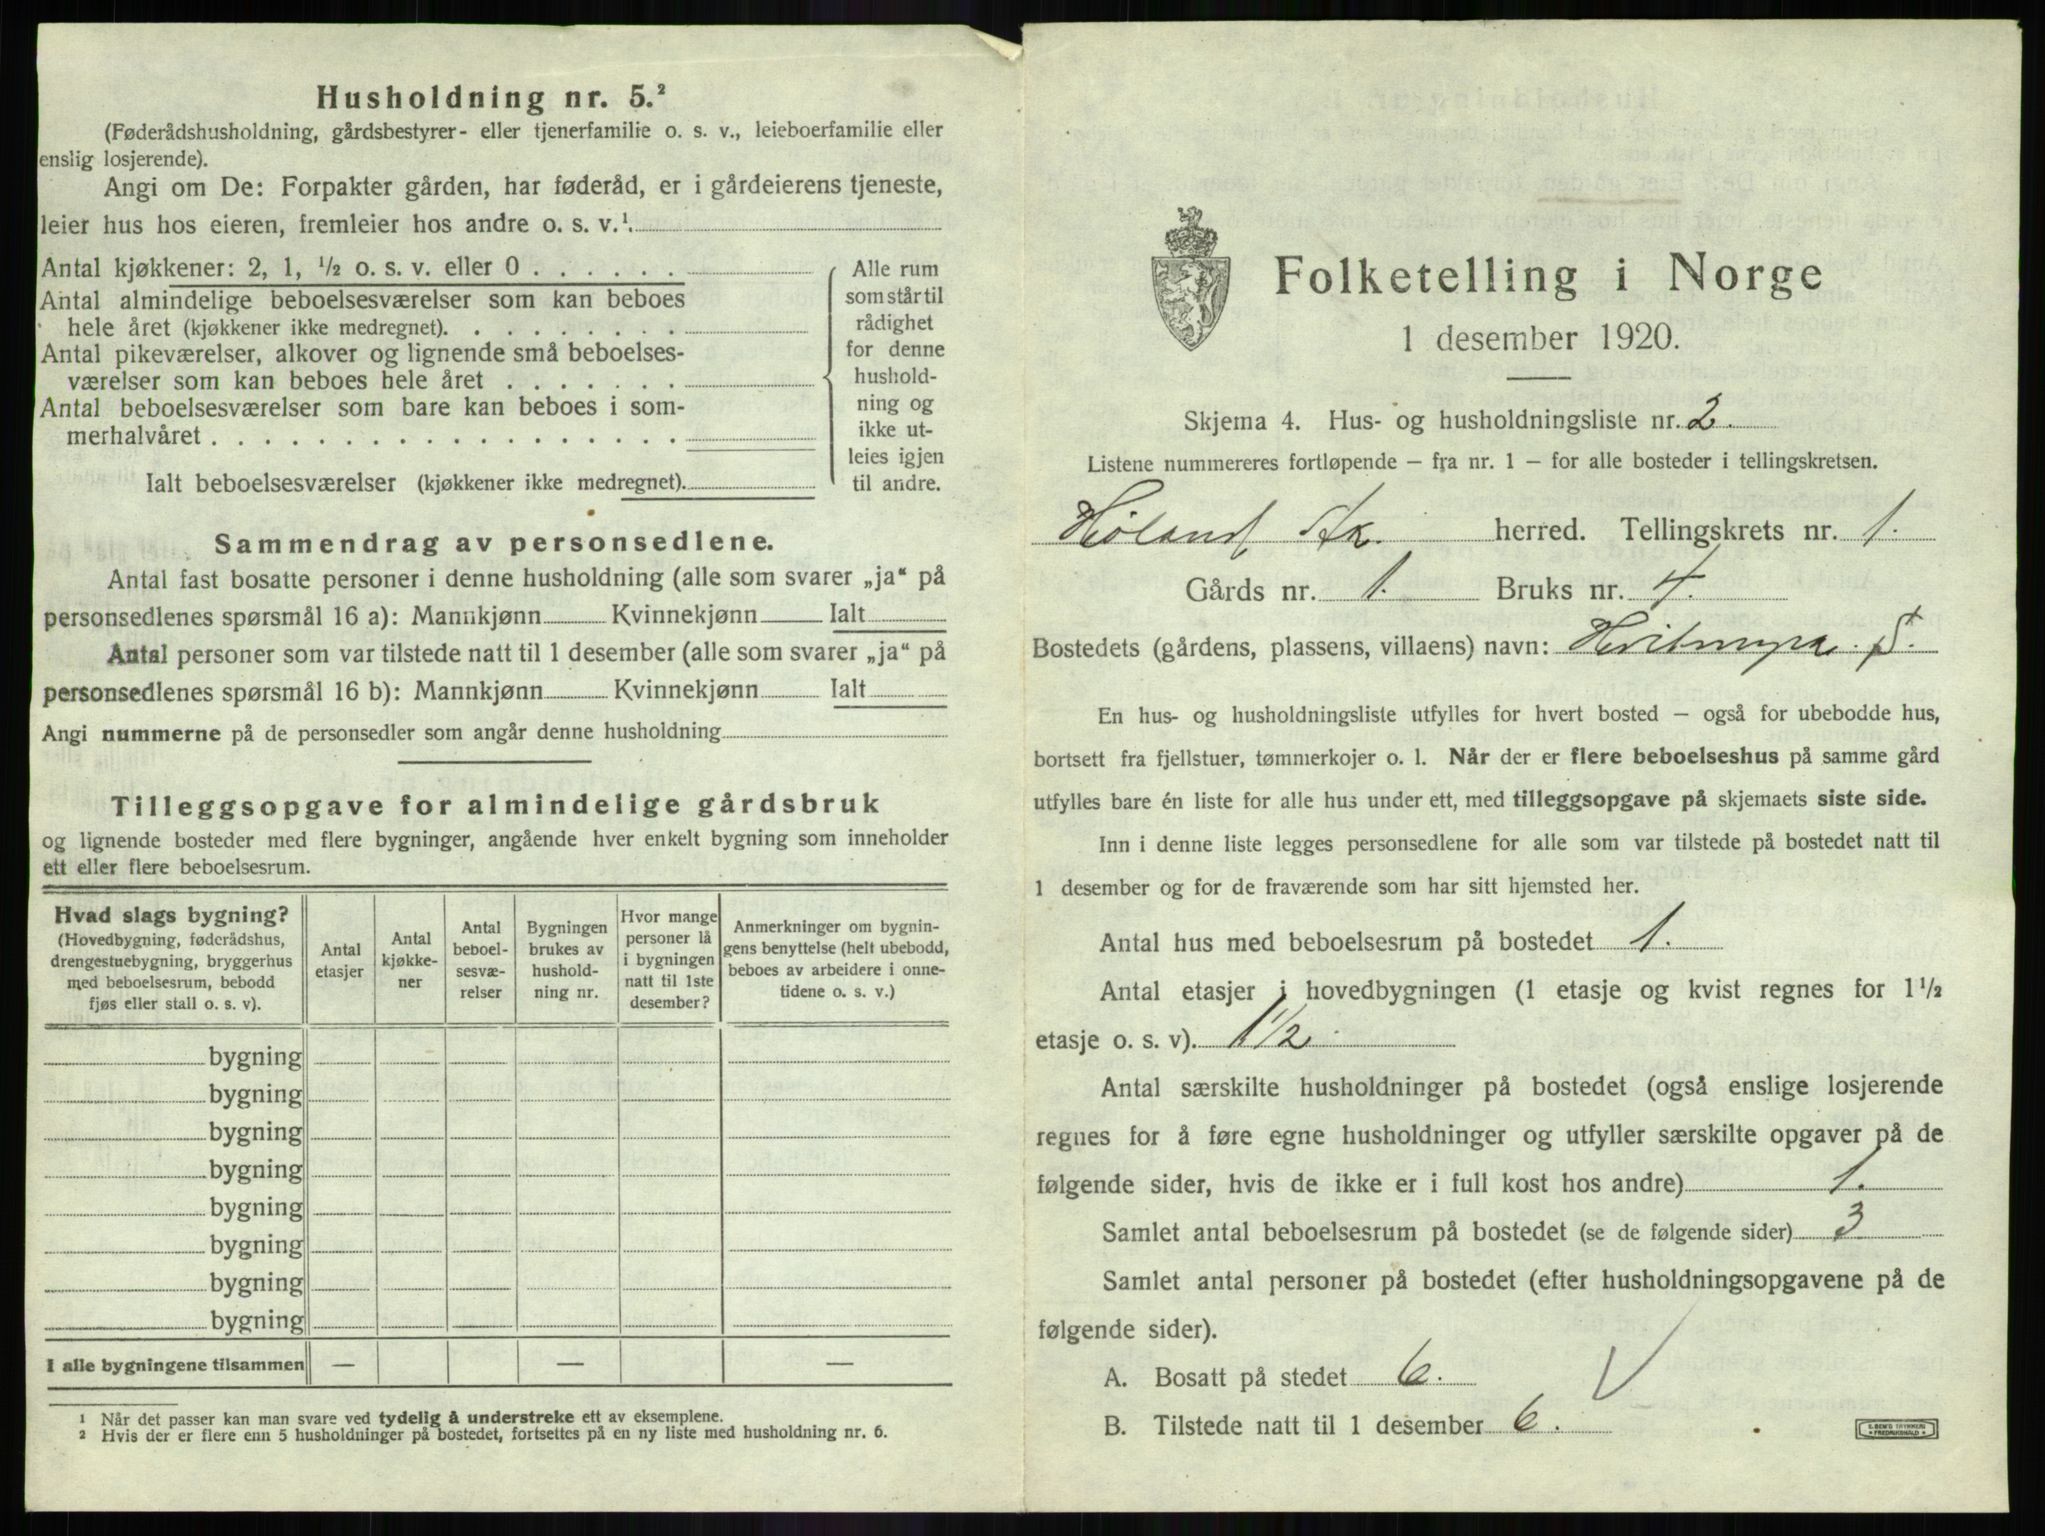 Husholdning nr. 5.²
(Føderådshusholdning, gårdsbestyrer- eller tjenerfamilie o. s. v., leieboerfamilie eller
enslig losjerende).
Angi om De: Forpakter gården, har føderåd, er i gårdeierens tjeneste,
leier hus hos eieren, fremleier hos andre o. s. v.¹
Antal kjøkkener: 2, 1, ½ o. s. v. eller 0 . . . . . .
Antal almindelige beboelsesværelser som kan beboes
hele året (kjøkkener ikke medregnet). . . . . . . . .
Antal pikeværelser, alkover og lignende små beboelses-
værelser som kan beboes hele året . . . . . . .
Antal beboelsesværelser som bare kan beboes i som-
merhalvåret . . . . . . . . . . . . . . . . . .
Ialt beboelsesværelser (kjøkkener ikke medregnet).
Alle rum
som står til
rådighet
for denne
hushold-
ning og
ikke ut-
leies igjen
til andre.
Sammendrag av personsedlene.
Antal fast bosatte personer i denne husholdning (alle som svarer „ja“ på
personsedlenes spørsmål 16 a): Mannkjønn Kvinnekjønn Ialt
Antal personer som var tilstede natt til 1 desember (alle som svarer „ja“ på
personsedlenes spørsmål 16 b): Mannkjønn Kvinnekjønn Ialt
Angi nummerne på de personsedler som angår denne husholdning
Tilleggsopgave for almindelige gårdsbruk
og lignende bosteder med flere bygninger, angående hver enkelt bygning som inneholder
ett eller flere beboelsesrum.
Hvad slags bygning?
(Hovedbygning, føderådshus,
drengestuebygning, bryggerhus
med beboelsesrum, bebodd
fjøs eller stall o. s. v).
Antal
etasjer
Antal
kjøkke-
ner
Antal
beboel-
sesvæ-
relser
Bygningen
brukes av
hushold-
ning nr.
Hvor mange
personer lå
i bygningen
natt til 1ste
desember?
Anmerkninger om bygnin-
gens benyttelse (helt ubebodd,
beboes av arbeidere i onne-
tidene o. s. v.)
bygning
bygning
bygning
bygning
bygning
bygning
bygning
bygning
I alle bygningene tilsammen — — —
¹ Når det passer kan man svare ved tydelig å understreke ett av eksemplene.
² Hvis der er flere enn 5 husholdninger på bostedet, fortsettes på en ny liste med husholdning nr. 6.
Folketelling i Norge
1 desember 1920.
Skjema 4. Hus- og husholdningsliste nr. 2.
Listene nummereres fortløpende — fra nr. 1 — for alle bosteder i tellingskretsen.
Høland Ak. herred. Tellingskrets nr. 1.
Gårds nr. 1. Bruks nr. 4.
Bostedets (gårdens, plassens, villaens) navn: Hvitmyra. S.
En hus- og husholdningsliste utfylles for hvert bosted — også for ubebodde hus,
bortsett fra fjellstuer, tømmerkojer o. l. Når der er flere beboelseshus på samme gård
utfylles bare én liste for alle hus under ett, med tilleggsopgave på skjemaets siste side.
Inn i denne liste legges personsedlene for alle som var tilstede på bostedet natt til
1 desember og for de fraværende som har sitt hjemsted her.
Antal hus med beboelsesrum på bostedet 1.
Antal etasjer i hovedbygningen (1 etasje og kvist regnes for 1½
etasje o. s. v). 1 1/2
Antal særskilte husholdninger på bostedet (også enslige losjerende
regnes for å føre egne husholdninger og utfyller særskilte opgaver på de
følgende sider, hvis de ikke er i full kost hos andre) 1.
Samlet antal beboelsesrum på bostedet (se de følgende sider) 3
Samlet antal personer på bostedet (efter husholdningsopgavene på de
følgende sider).
A. Bosatt på stedet 6.
B. Tilstede natt til 1 desember 6.